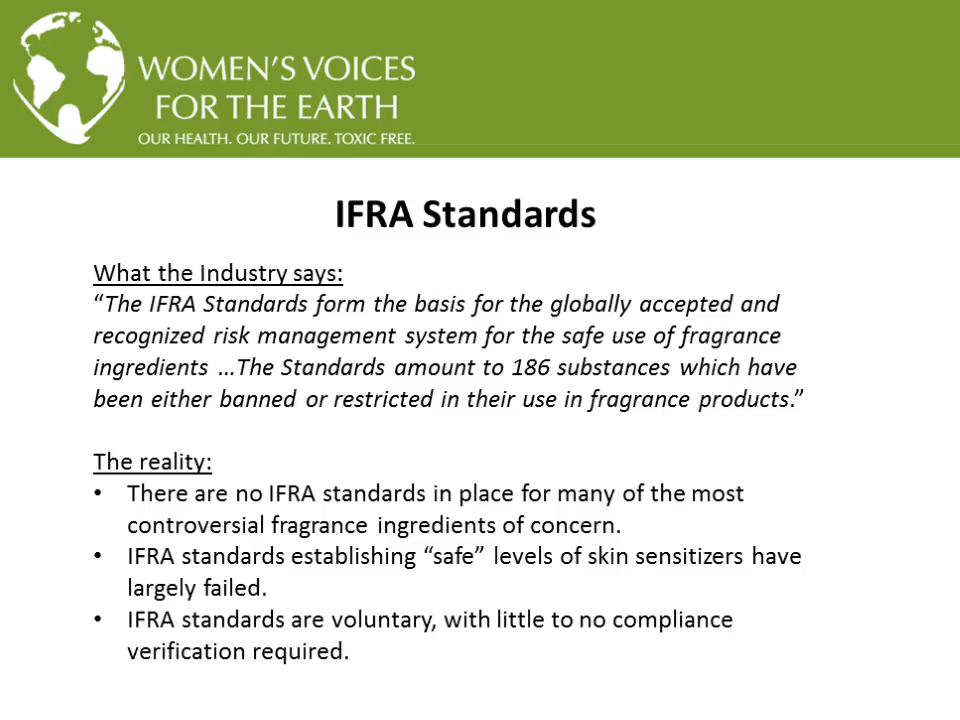 WOMEN'S VOICES
FOR THE EARTH
OUR HEALTH. OUR FUTURE. TOXIC FREE.
IFRA Standards
What the Industry says:
“The IFRA Standards form the basis for the globally accepted and
recognized risk management system for the safe use of fragrance
ingredients …The Standards amount to 186 substances which have
been either banned or restricted in their use in fragrance products.”
The reality:
• There are no IFRA standards in place for many of the most
controversial fragrance ingredients of concern.
• IFRA standards establishing “safe” levels of skin sensitizers have
largely failed.
• IFRA standards are voluntary, with little to no compliance
verification required.